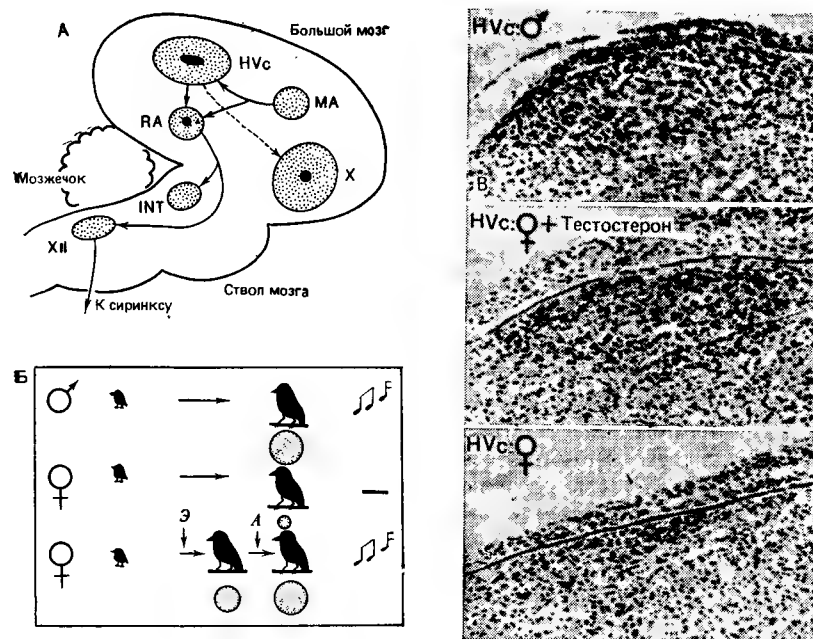 А
Большой мозг
HVc
MA
RA
X
Мозжечок
INT
XII
К сиринксу
Ствол мозга
Б
♂
♀
♀
Э
А
HVc:♂
В
HVc:♀+Тестостерон
HVc:♀